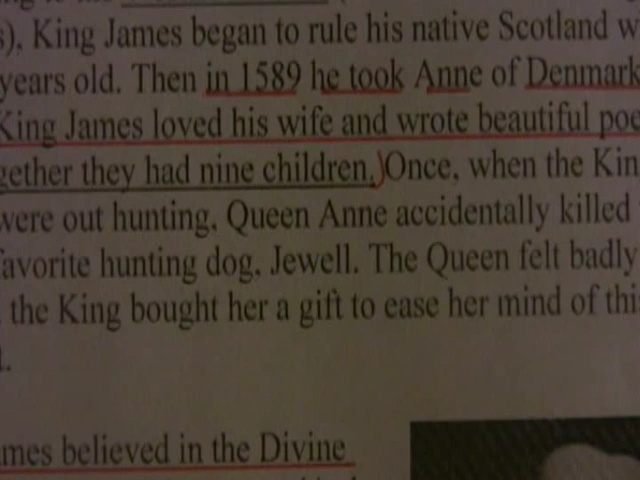 s), King James began to rule his native Scotland w
years old. Then in 1589 he took Anne of Denmark
King James loved his wife and wrote beautiful poe
gether they had nine children. Once, when the Kin
were out hunting, Queen Anne accidentally killed
favorite hunting dog, Jewell. The Queen felt badly
the King bought her a gift to ease her mind of thi
ames believed in the Divine